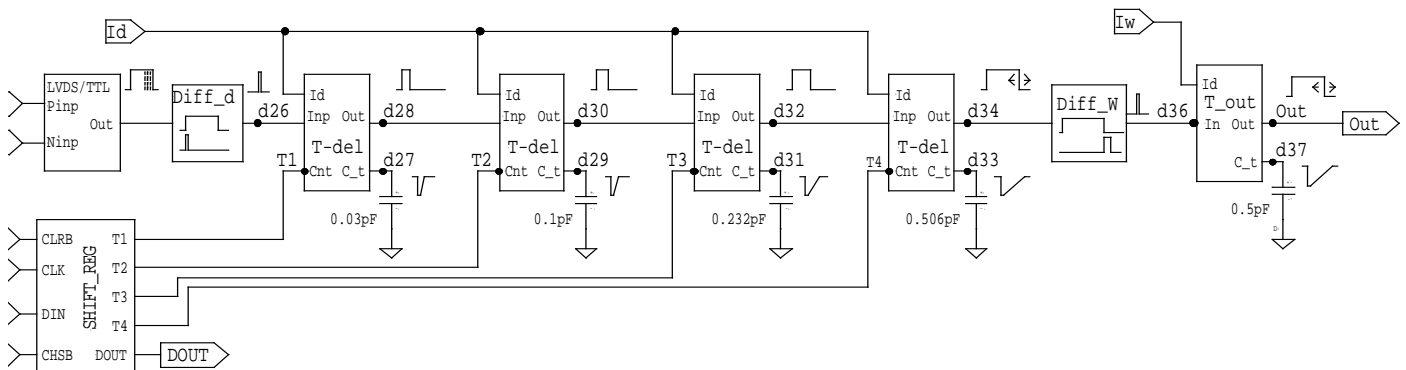 Id
Iw
LVDS/TTL
Pinp
Out
Ninp
Diff_d
d26
Id
Inp Out
T-del
Cnt C_t
T1
d28
d27
0.03pF
Id
Inp Out
T-del
Cnt C_t
T2
d30
d29
0.1pF
Id
Inp Out
T-del
Cnt C_t
T3
d32
d31
0.232pF
Id
Inp Out
T-del
Cnt C_t
T4
d34
d33
0.506pF
Diff_W
d36
Id
T_out
In Out
C_t
Out
Out
d37
0.5pF
SHIFT_REG
CLRB T1
CLK T2
T3
DIN
T4
CHSB DOUT
DOUT